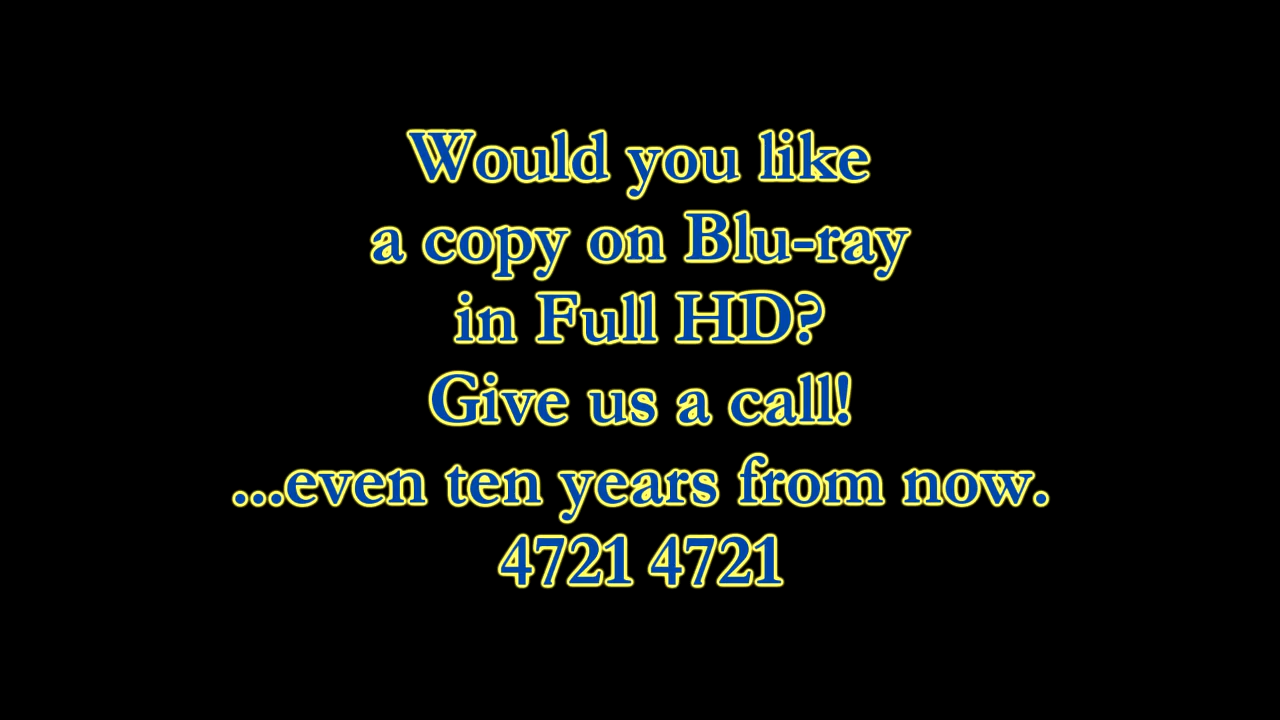 Would you like
a copy on Blu-ray
in Full HD?
Give us a call!
...even ten years from now.
4721 4721